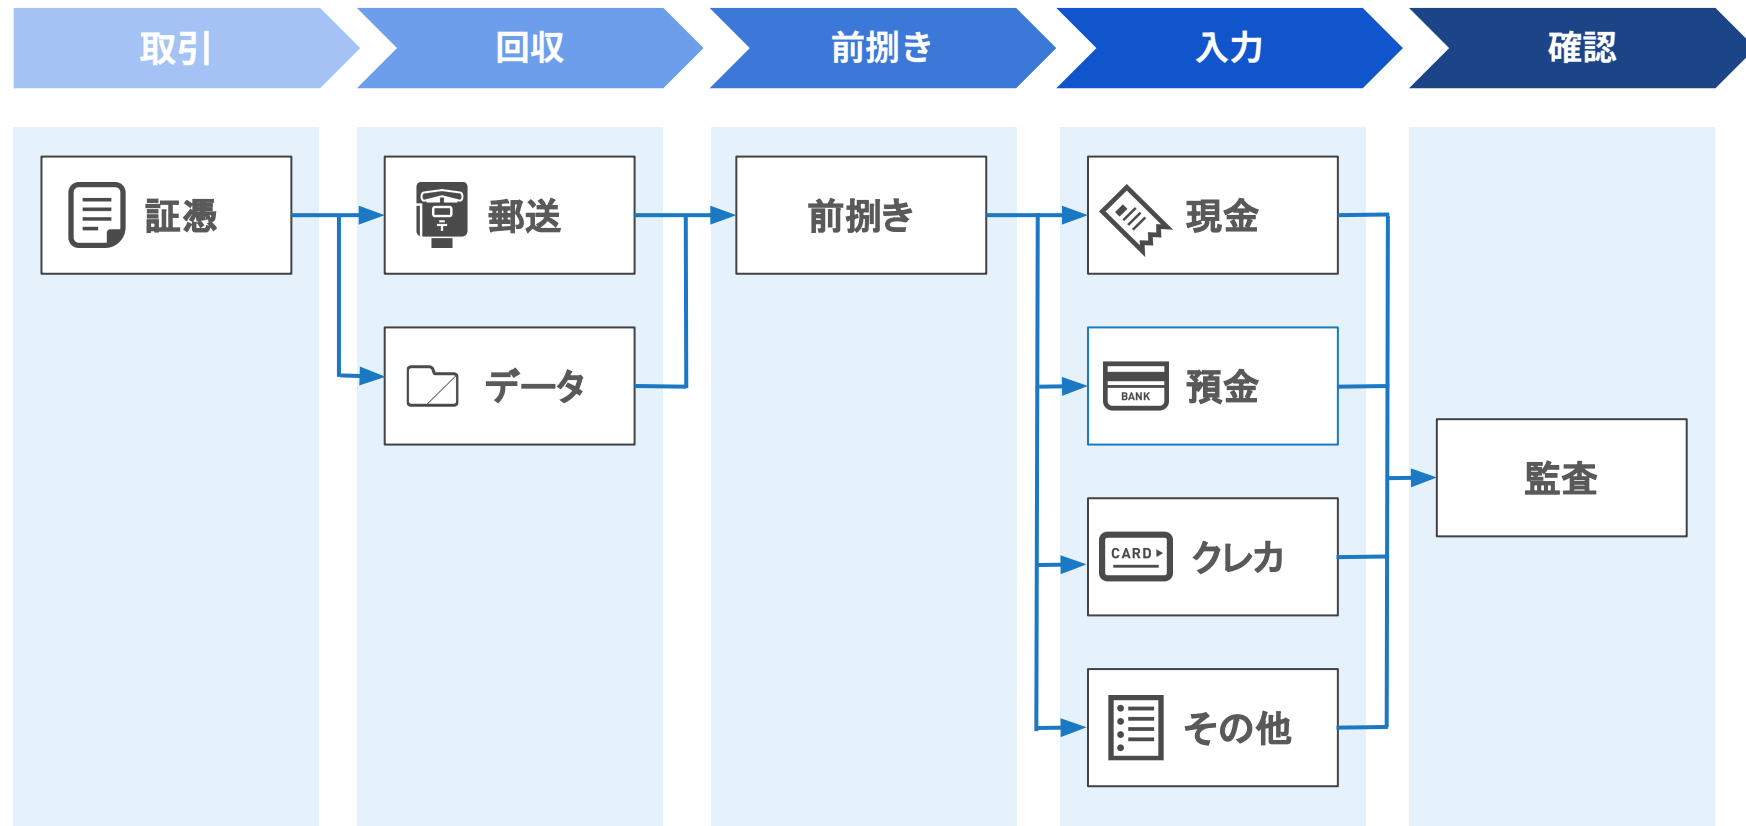 取引
回収
前捌き
入力
確認
証憑
郵送
データ
前捌き
現金
BANK
預金
CARD
クレカ
その他
監査